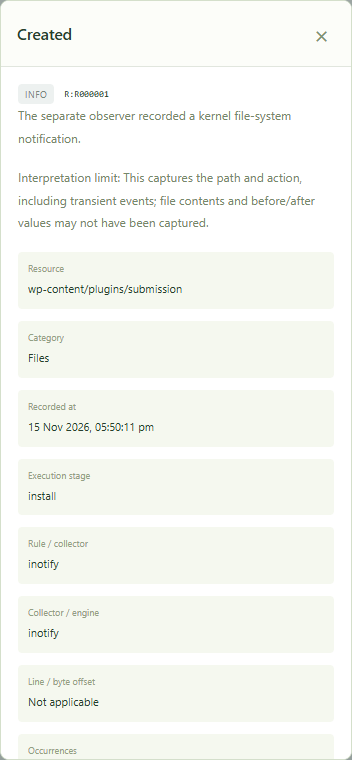 Created
INFO R:R000001
The separate observer recorded a kernel file-system
notification.
Interpretation limit: This captures the path and action,
including transient events; file contents and before/after
values may not have been captured.
Resource
wp-content/plugins/submission
Category
Files
Recorded at
15 Nov 2026, 05:50:11 pm
Execution stage
install
Rule / collector
inotify
Collector / engine
inotify
Line / byte offset
Not applicable
Occurrences